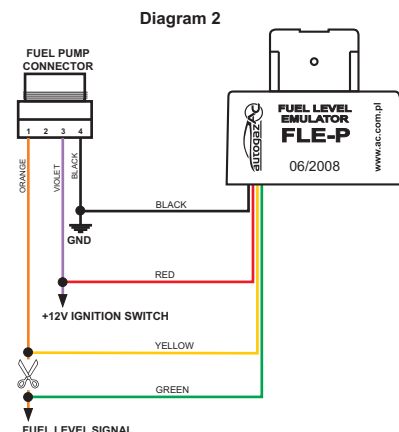 Diagram 2
FUEL PUMP
CONNECTOR
1 2 3 4
ORANGE
VIOLET
BLACK
autogaz AC
FUEL LEVEL
EMULATOR
FLE-P
06/2008
www.ac.com.pl
BLACK
GND
RED
+12V IGNITION SWITCH
YELLOW
GREEN
FUEL LEVEL SIGNAL